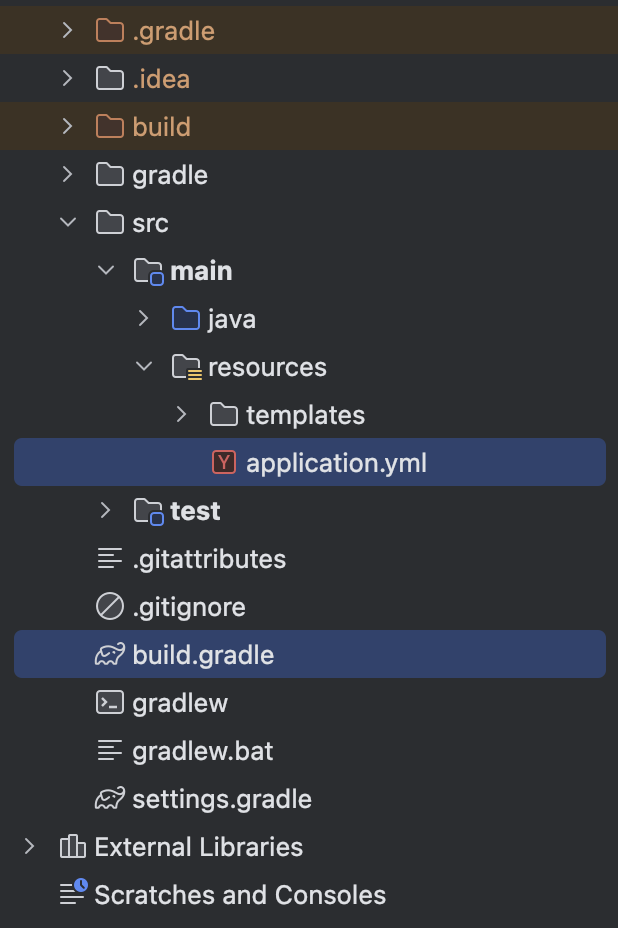 .gradle
.idea
build
gradle
src
main
java
resources
templates
application.yml
test
.gitattributes
.gitignore
build.gradle
gradlew
gradlew.bat
settings.gradle
External Libraries
Scratches and Consoles